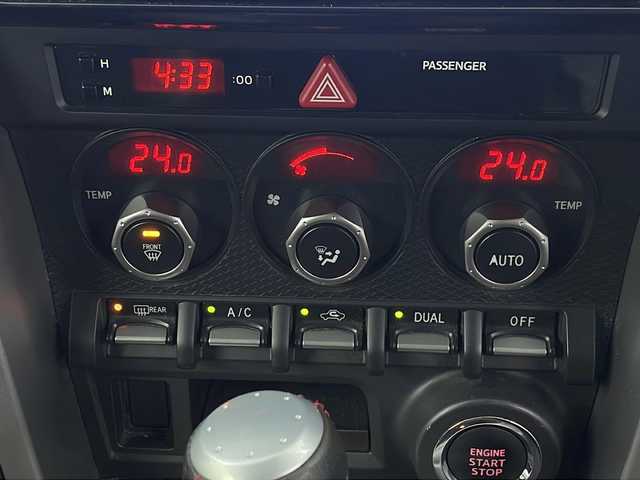 H 4:33 :00 PASSENGER
M
24.0 24.0
TEMP TEMP
FRONT AUTO
REAR A/C DUAL OFF
ENGINE
START
STOP